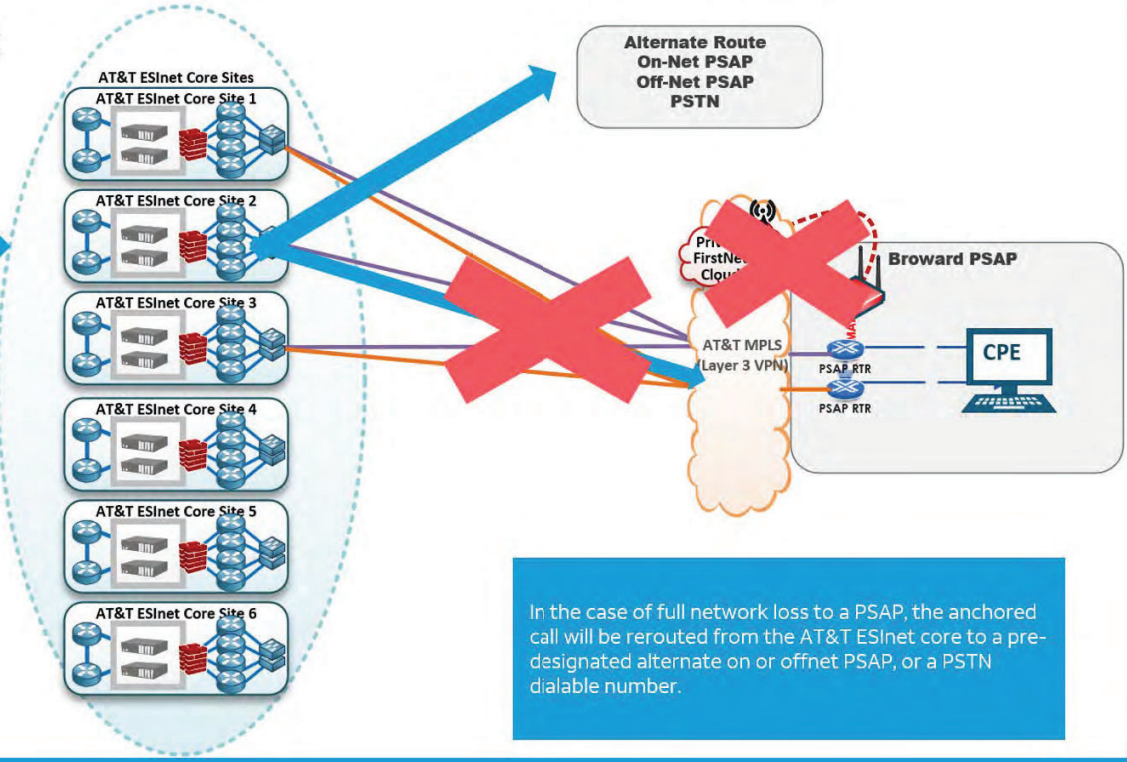 AT&T ESInet Core Sites
AT&T ESInet Core Site 1
AT&T ESInet Core Site 2
AT&T ESInet Core Site 3
AT&T ESInet Core Site 4
AT&T ESInet Core Site 5
AT&T ESInet Core Site 6
Alternate Route
On-Net PSAP
Off-Net PSAP
PSTN
FirstNet
Cloud
Broward PSAP
AT&T MPLS
(Layer 3 VPN)
PSAP RTR
PSAP RTR
CPE
In the case of full network loss to a PSAP, the anchored
call will be rerouted from the AT&T ESInet core to a pre-
designated alternate on or offnet PSAP, or a PSTN
dialable number.